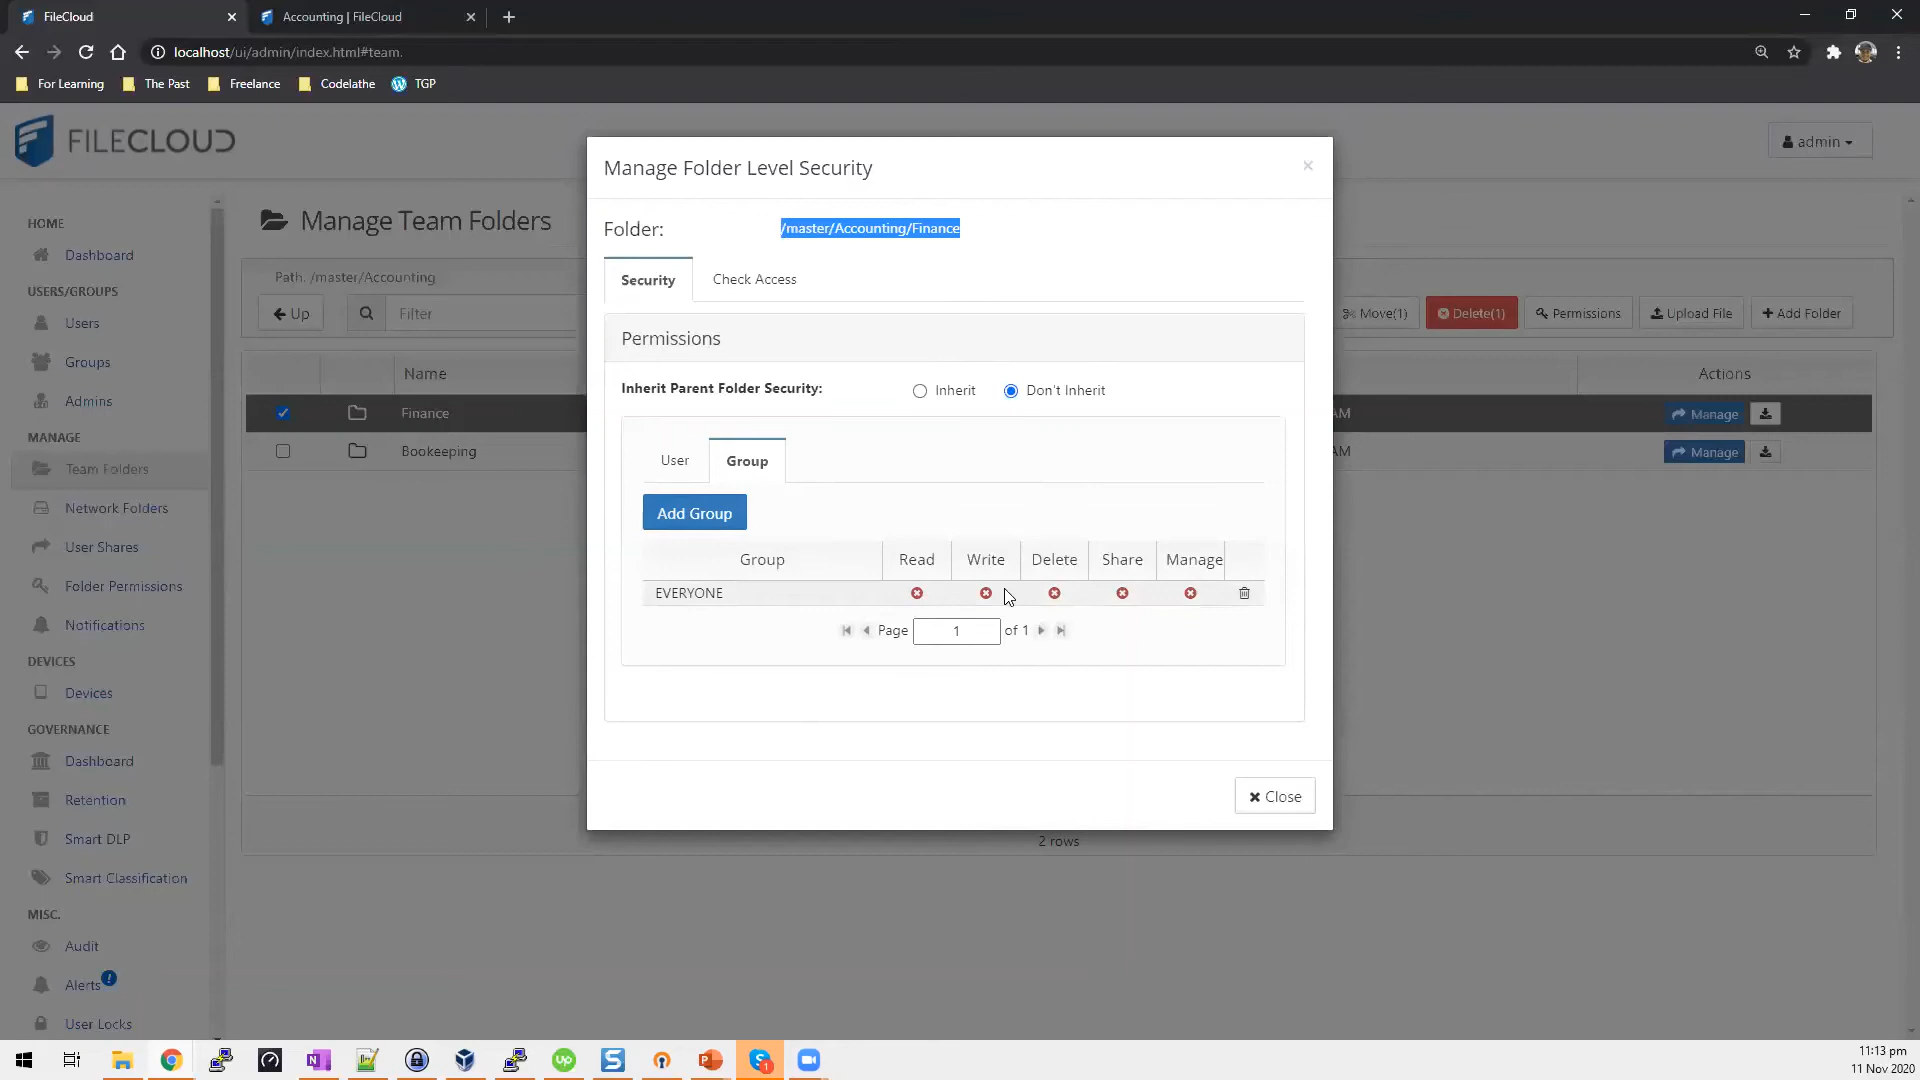 FileCloud
Accounting | FileCloud
localhost/ui/admin/index.html#team.
For Learning
The Past
Freelance
Codelathe
TGP
FILECLOUD
admin
HOME
Dashboard
USERS/GROUPS
Users
Groups
Admins
MANAGE
Team Folders
Network Folders
User Shares
Folder Permissions
Notifications
DEVICES
Devices
GOVERNANCE
Dashboard
Retention
Smart DLP
Smart Classification
MISC.
Audit
Alerts
User Locks
Manage Team Folders
Path. /master/Accounting
Up
Filter
Move(1)
Delete(1)
Permissions
Upload File
Add Folder
Name
Actions
Finance
AM
Manage
Bookeeping
AM
Manage
2 rows
Manage Folder Level Security
Folder: /master/Accounting/Finance
Security
Check Access
Permissions
Inherit Parent Folder Security: Inherit Don't Inherit
User
Group
Add Group
Group Read Write Delete Share Manage
EVERYONE
Page 1 of 1
Close
11:13 pm
11 Nov 2020